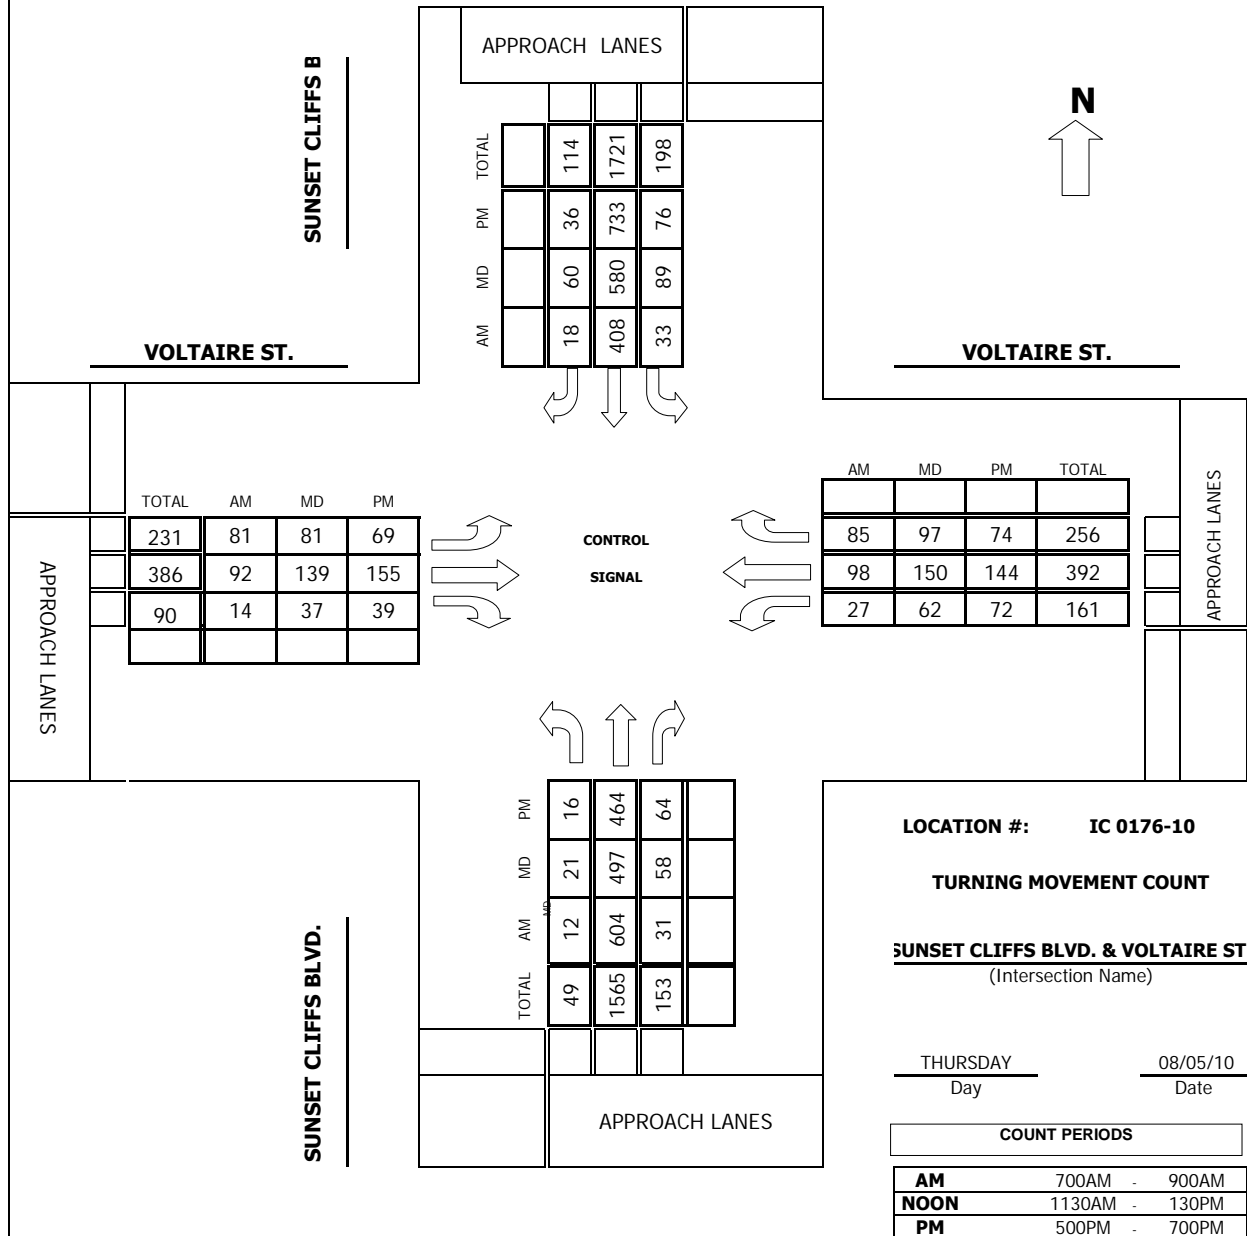 APPROACH LANES
SUNSET CLIFFS B
N
TOTAL 114 1721 198
PM 36 733 76
MD 60 580 89
AM 18 408 33
VOLTAIRE ST.
VOLTAIRE ST.
TOTAL AM MD PM
231 81 81 69
386 92 139 155
90 14 37 39
APPROACH LANES
CONTROL
SIGNAL
AM MD PM TOTAL
85 97 74 256
98 150 144 392
27 62 72 161
APPROACH LANES
PM 16 464 64
MD 21 497 58
MD
AM 12 604 31
TOTAL 49 1565 153
SUNSET CLIFFS BLVD.
APPROACH LANES
LOCATION #: IC 0176-10
TURNING MOVEMENT COUNT
SUNSET CLIFFS BLVD. & VOLTAIRE ST
(Intersection Name)
THURSDAY 08/05/10
Day Date
COUNT PERIODS
AM 700AM - 900AM
NOON 1130AM - 130PM
PM 500PM - 700PM